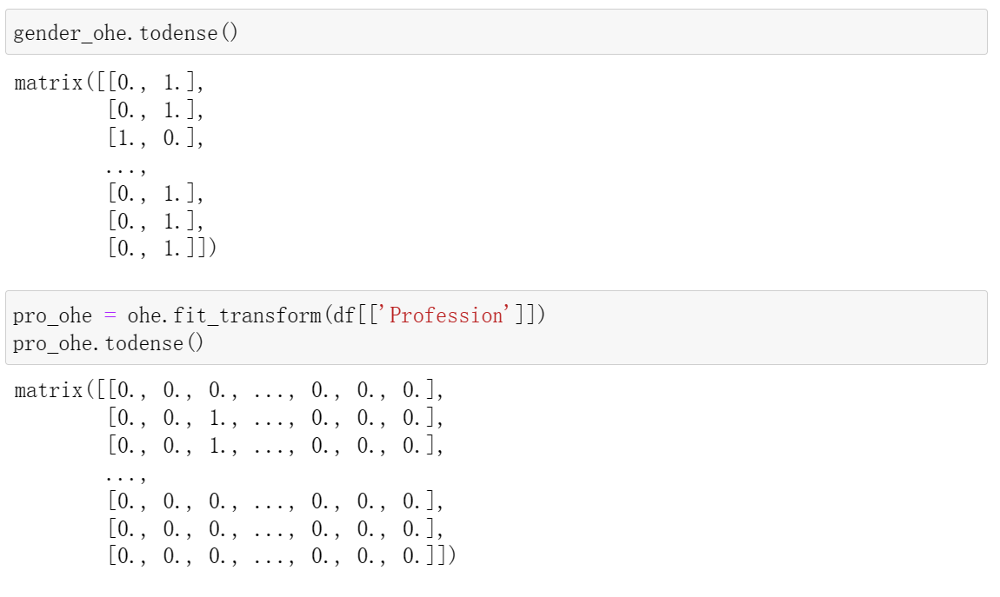 gender_ohe.todense()
matrix([[0., 1.],
        [0., 1.],
        [1., 0.],
        ...,
        [0., 1.],
        [0., 1.],
        [0., 1.]])
pro_ohe = ohe.fit_transform(df[['Profession']])
pro_ohe.todense()
matrix([[0., 0., 0., ..., 0., 0., 0.],
        [0., 0., 1., ..., 0., 0., 0.],
        [0., 0., 1., ..., 0., 0., 0.],
        ...,
        [0., 0., 0., ..., 0., 0., 0.],
        [0., 0., 0., ..., 0., 0., 0.],
        [0., 0., 0., ..., 0., 0., 0.]])